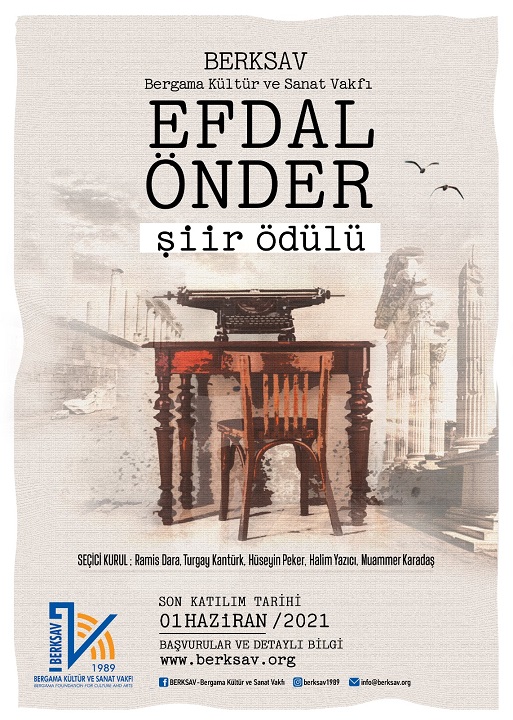 BERKSAV
Bergama Kültür ve Sanat Vakfı
EFDAL
ÖNDER
şiir ödülü
SEÇİCİ KURUL ; Ramis Dara, Turgay Kantürk, Hüseyin Peker, Halim Yazıcı, Muammer Karadaş
SON KATILIM TARİHİ
01 HAZİRAN / 2021
BAŞVURULAR VE DETAYLI BİLGİ
www.berksav.org
BERKSAV
1989
BERGAMA KÜLTÜR VE SANAT VAKFI
BERGAMA FOUNDATION FOR CULTURE AND ARTS
BERKSAV - Bergama Kültür ve Sanat Vakfı berksav1989 info@berksav.org